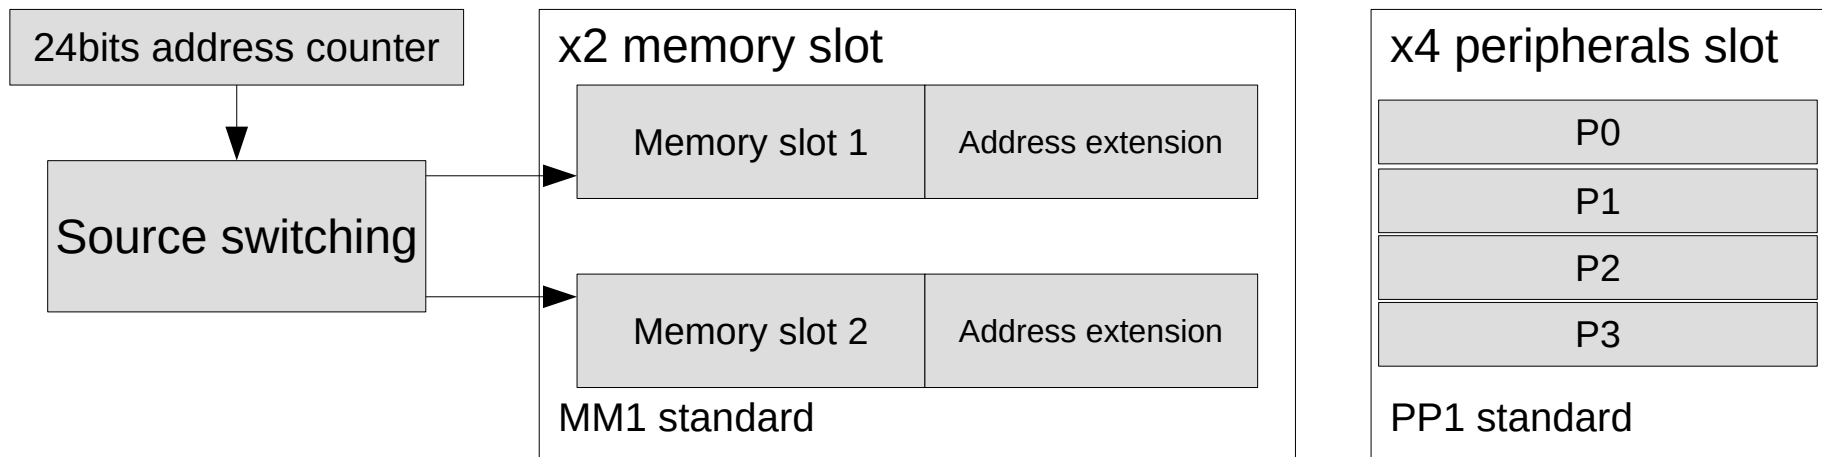 24bits address counter
Source switching
x2 memory slot
Memory slot 1
Address extension
Memory slot 2
Address extension
MM1 standard
x4 peripherals slot
P0
P1
P2
P3
PP1 standard